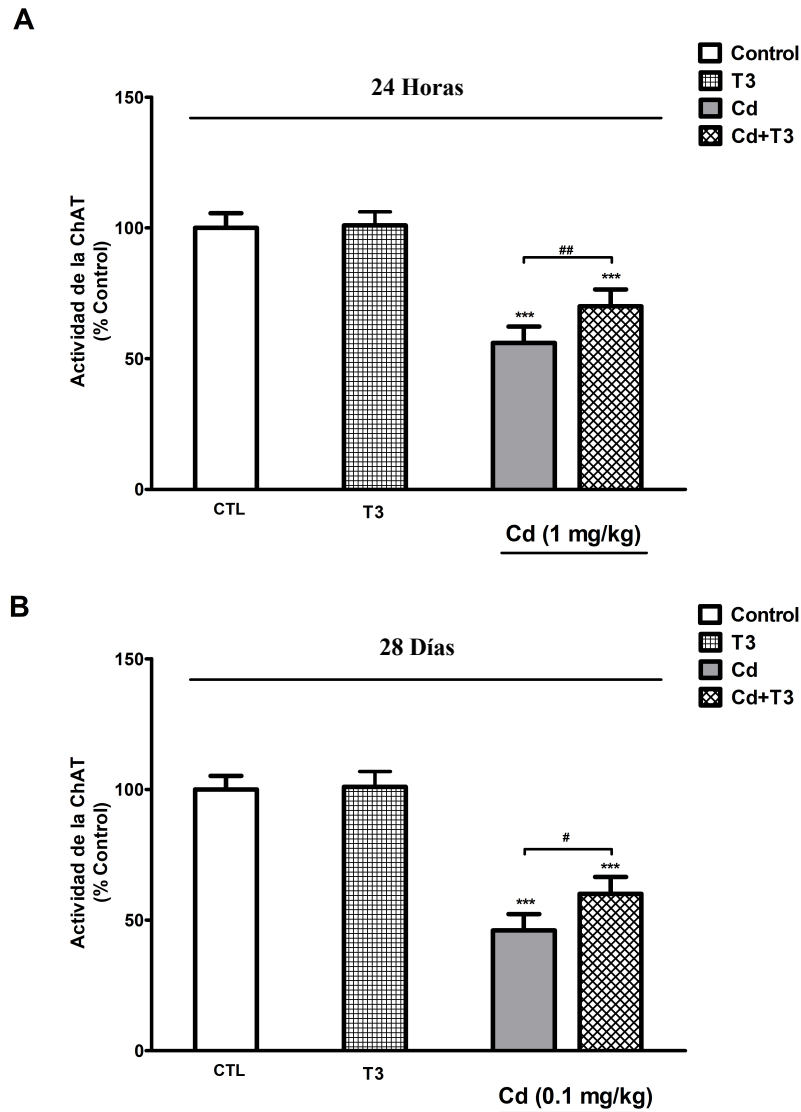 A
Control
T3
Cd
Cd+T3
24 Horas
150
100
50
0
Actividad de la ChAT
(% Control)
##
***
***
CTL
T3
Cd (1 mg/kg)
B
Control
T3
Cd
Cd+T3
28 Días
150
100
50
0
Actividad de la ChAT
(% Control)
#
***
***
CTL
T3
Cd (0.1 mg/kg)